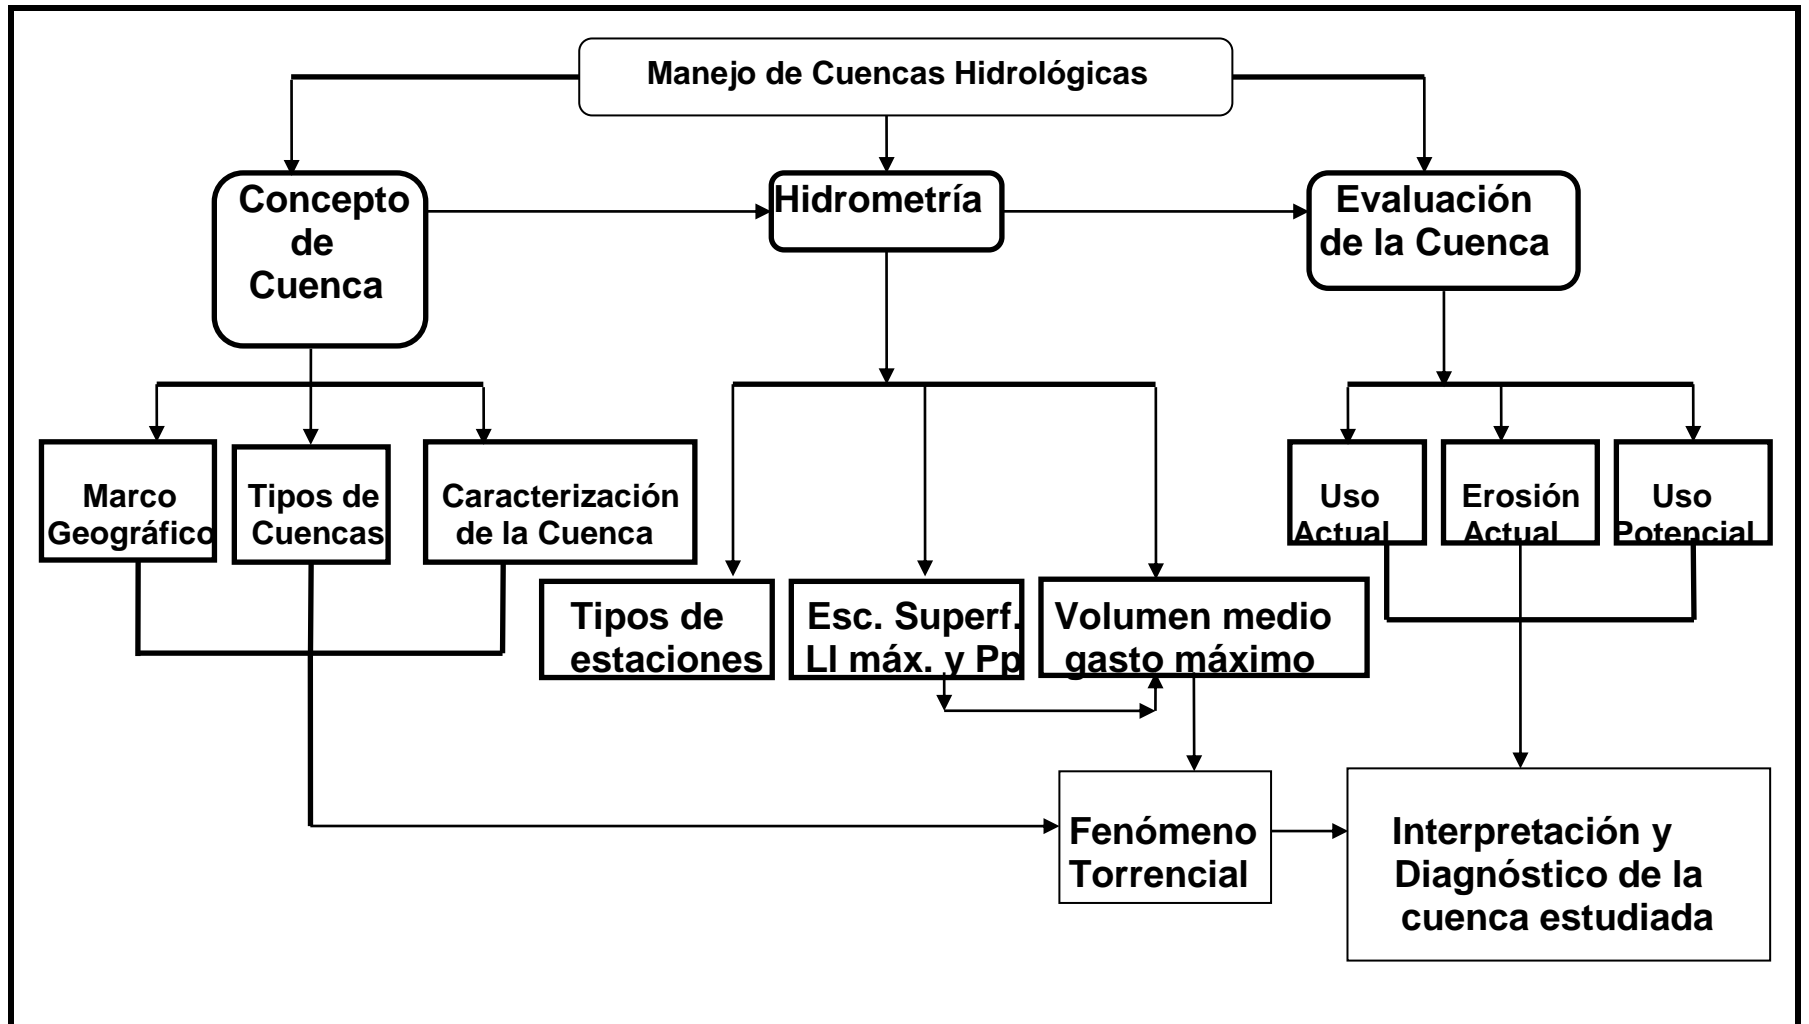 Manejo de Cuencas Hidrológicas
Concepto
de
Cuenca
Hidrometría
Evaluación
de la Cuenca
Marco
Geográfico
Tipos de
Cuencas
Caracterización
de la Cuenca
Tipos de
estaciones
Esc. Superf.
Ll máx. y Pp
Volumen medio
gasto máximo
Uso
Actual
Erosión
Actual
Uso
Potencial
Fenómeno
Torrencial
Interpretación y
Diagnóstico de la
cuenca estudiada